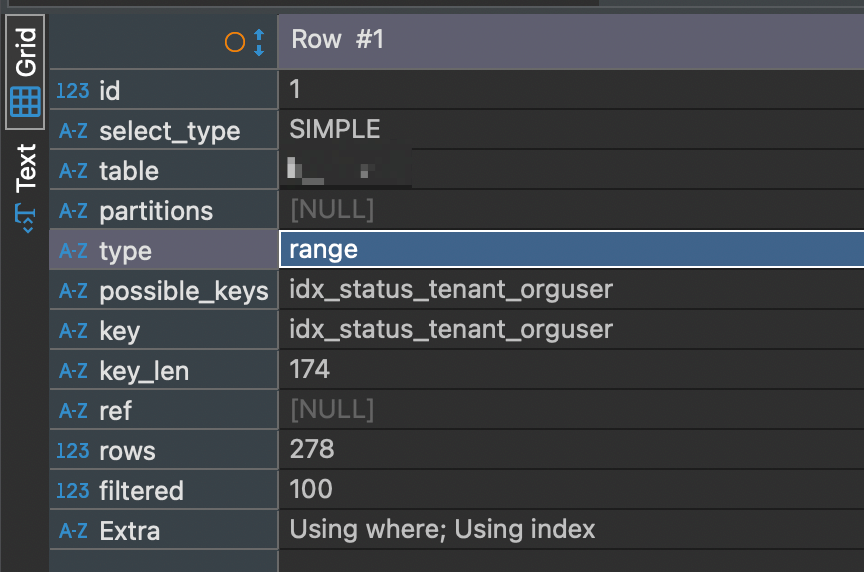 Grid
Text
Row #1
123 id 1
A-Z select_type SIMPLE
A-Z table
A-Z partitions [NULL]
A-Z type range
A-Z possible_keys idx_status_tenant_orguser
A-Z key idx_status_tenant_orguser
A-Z key_len 174
A-Z ref [NULL]
123 rows 278
123 filtered 100
A-Z Extra Using where; Using index